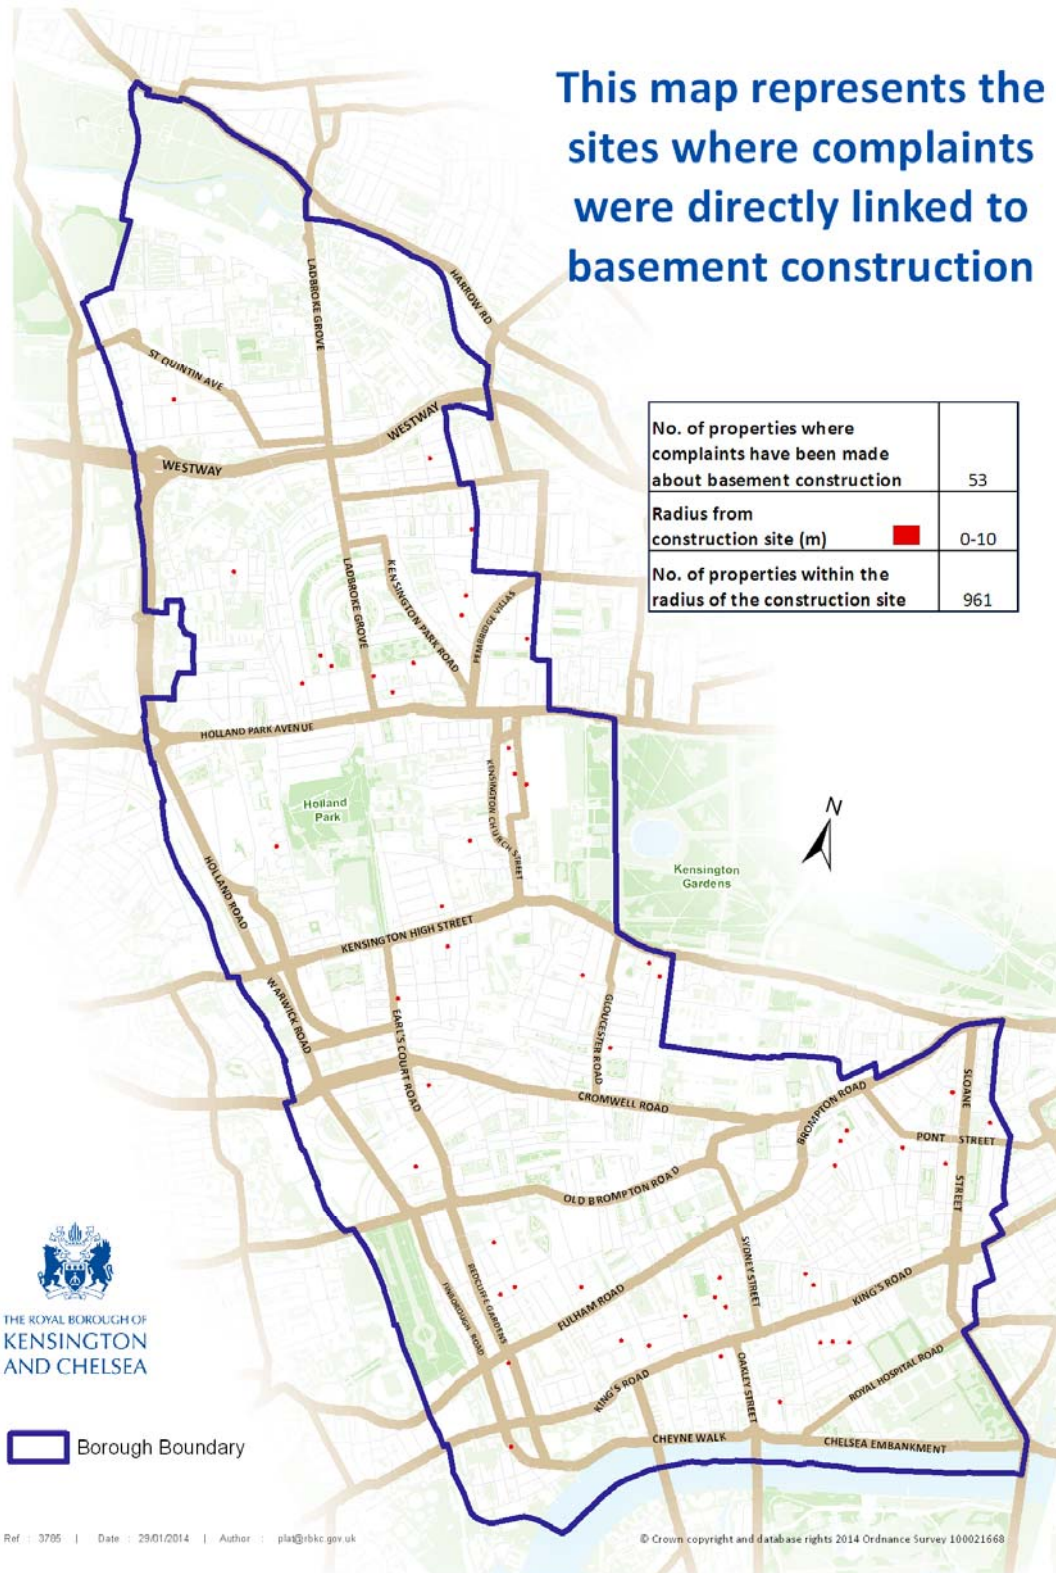 This map represents the
sites where complaints
were directly linked to
basement construction
HARROW RD
LADBROKE GROVE
ST QUINTIN AVE
WESTWAY
WESTWAY
No. of properties where
complaints have been made
about basement construction 53
Radius from
construction site (m) 0-10
No. of properties within the
radius of the construction site 961
LADBROKE GROVE
KENSINGTON PARK ROAD
PEMBRIDGE VILLAS
HOLLAND PARK AVENUE
KENSINGTON CHURCH STREET
Holland
Park
N
Kensington
Gardens
HOLLAND ROAD
KENSINGTON HIGH STREET
WARWICK ROAD
EARL'S COURT ROAD
GLOUCESTER ROAD
CROMWELL ROAD
BROMPTON ROAD
SLOANE
STREET
PONT STREET
OLD BROMPTON ROAD
SYDNEY STREET
REDCLIFFE GARDENS
FINBOROUGH ROAD
FULHAM ROAD
KING'S ROAD
KING'S ROAD
OAKLEY STREET
ROYAL HOSPITAL ROAD
CHEYNE WALK
CHELSEA EMBANKMENT
THE ROYAL BOROUGH OF
KENSINGTON
AND CHELSEA
Borough Boundary
Ref : 3785 | Date : 29/01/2014 | Author : plat@rbkc.gov.uk
© Crown copyright and database rights 2014 Ordnance Survey 100021668